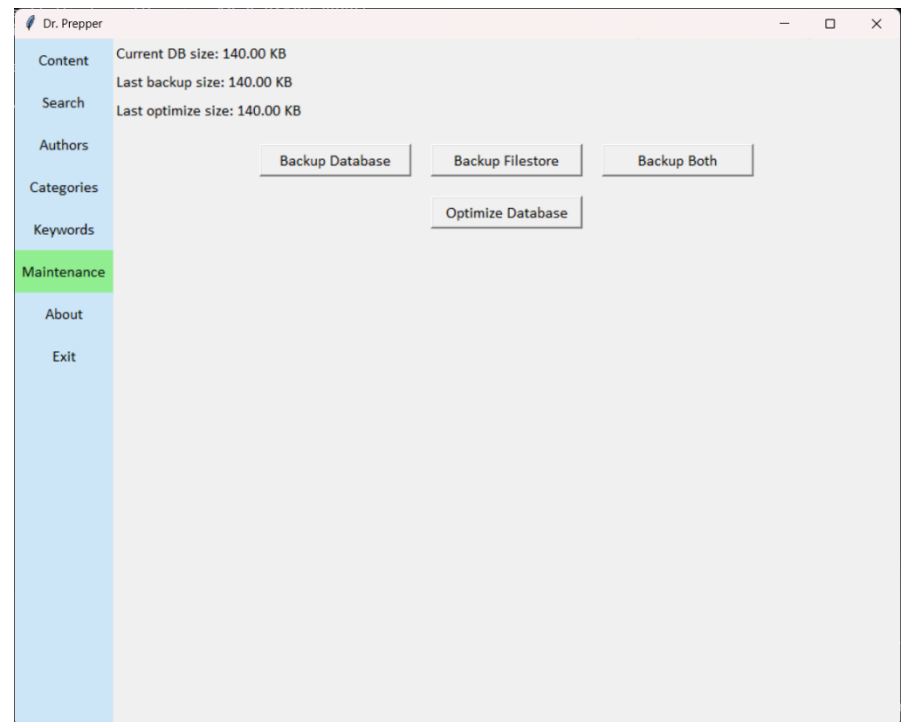 Dr. Prepper
Content
Search
Authors
Categories
Keywords
Maintenance
About
Exit
Current DB size: 140.00 KB
Last backup size: 140.00 KB
Last optimize size: 140.00 KB
Backup Database Backup Filestore Backup Both
Optimize Database